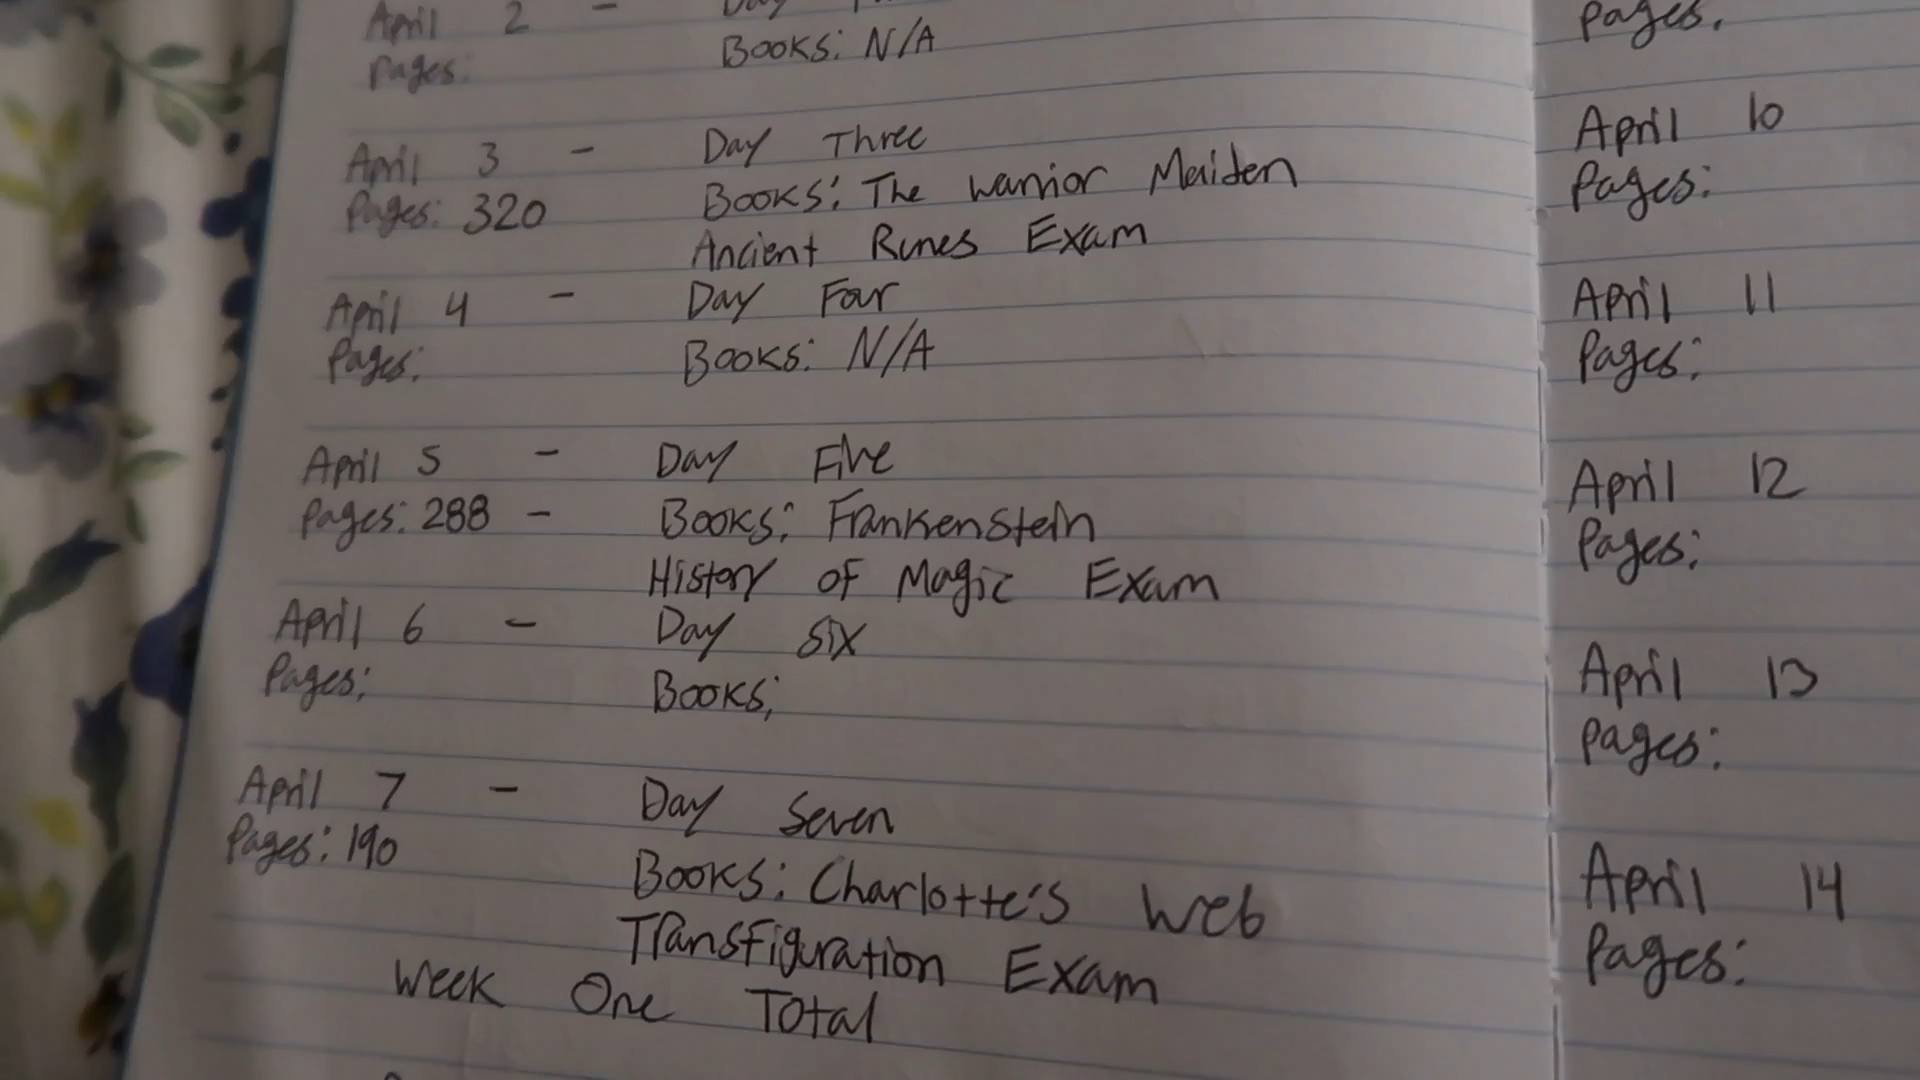 April 2 - Day
Pages: Books: N/A
April 3 - Day Three
Pages: 320 Books: The Warrior Maiden
Ancient Runes Exam
April 4 - Day Four
Pages: Books: N/A
April 5 - Day Five
Pages: 288 - Books: Frankenstein
History of Magic Exam
April 6 - Day Six
Pages: Books:
April 7 - Day Seven
Pages: 190 Books: Charlotte's Web
Transfiguration Exam
Week One Total
Pages:
April 10
Pages:
April 11
Pages:
April 12
Pages:
April 13
Pages:
April 14
Pages: